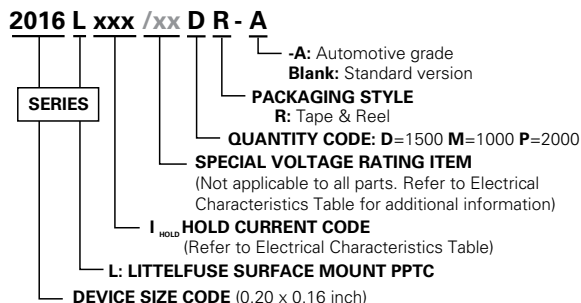 2016 L xxx /xx D R - A
-A: Automotive grade
Blank: Standard version
SERIES
PACKAGING STYLE
R: Tape & Reel
QUANTITY CODE: D=1500 M=1000 P=2000
SPECIAL VOLTAGE RATING ITEM
(Not applicable to all parts. Refer to Electrical
Characteristics Table for additional information)
I HOLD HOLD CURRENT CODE
(Refer to Electrical Characteristics Table)
L: LITTELFUSE SURFACE MOUNT PPTC
DEVICE SIZE CODE (0.20 x 0.16 inch)